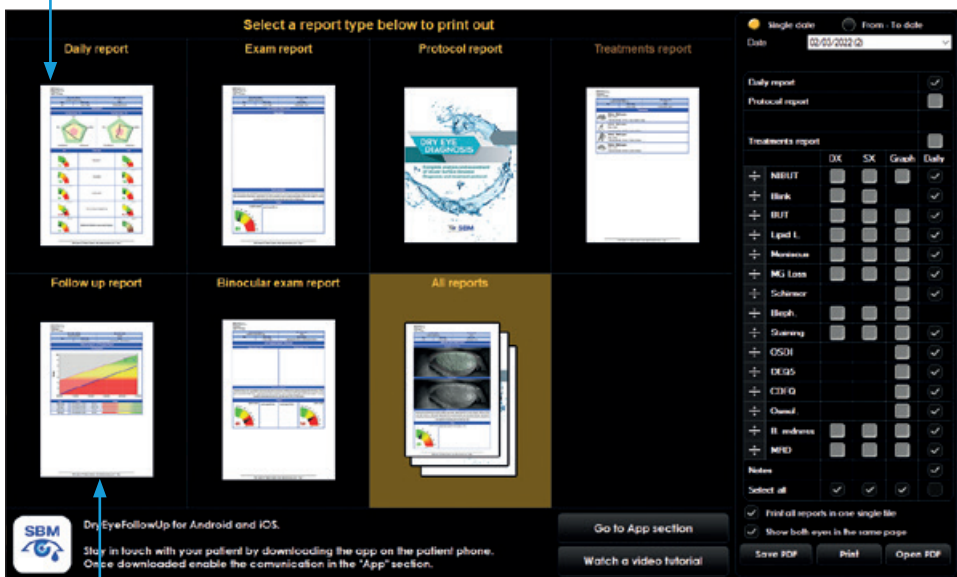 Select a report type below to print out
Daily report
Exam report
Protocol report
Treatments report
DRY EYE
DIAGNOSIS
SBM
Follow up report
Binocular exam report
All reports
SBM
DryEyeFollowUp for Android and iOS.
Stay in touch with your patient by downloading the app on the patient phone.
Once downloaded enable the comunication in the "App" section.
Go to App section
Watch a video tutorial
Single date
From - To date
Date
02/03/2022 (2)
Daily report
Protocol report
Treatments report
DX SX Graph Daily
NIBUT
Blink
BUT
Lipid L.
Meniscus
MG Loss
Schirmer
Bleph.
Staining
OSDI
DEQ5
CDEQ
Osmol.
B. redness
MRD
Notes
Select all
Print all reports in one single file
Show both eyes in the same page
Save PDF
Print
Open PDF